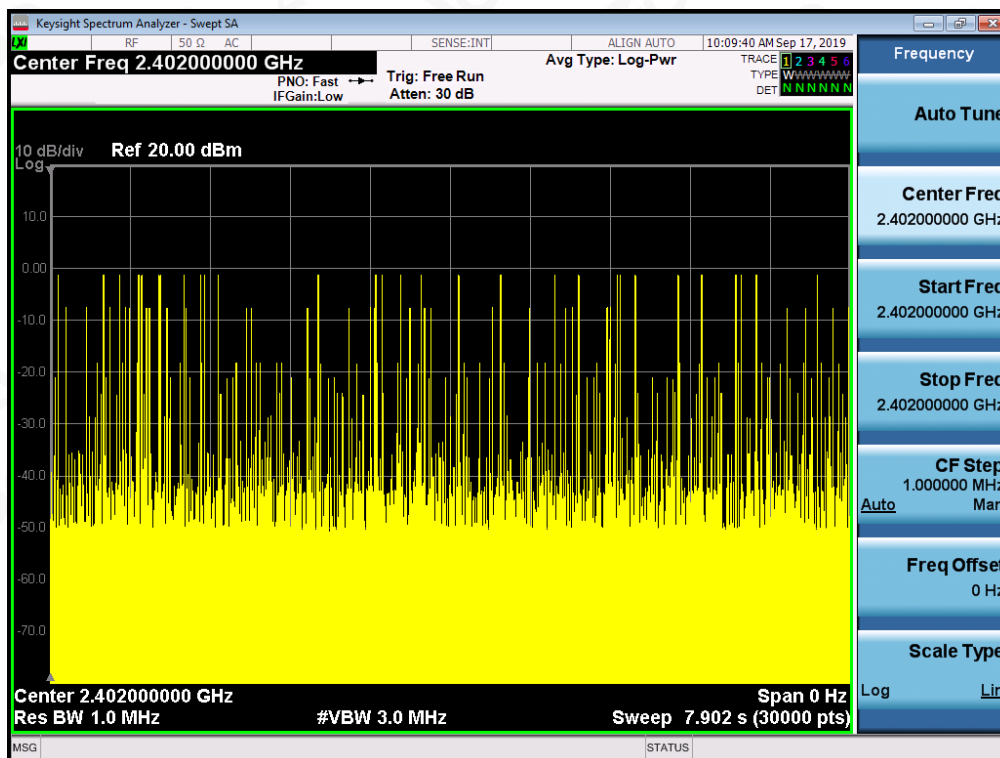 Keysight Spectrum Analyzer - Swept SA
LXI RF 50 Ω AC SENSE:INT ALIGN AUTO 10:09:40 AM Sep 17, 2019
Center Freq 2.402000000 GHz
PNO: Fast
IFGain:Low
Trig: Free Run
Atten: 30 dB
Avg Type: Log-Pwr
TRACE 1 2 3 4 5 6
TYPE WWWWWW
DET N N N N N N
10 dB/div Ref 20.00 dBm
Log
10.0
0.00
-10.0
-20.0
-30.0
-40.0
-50.0
-60.0
-70.0
Center 2.402000000 GHz Span 0 Hz
Res BW 1.0 MHz #VBW 3.0 MHz Sweep 7.902 s (30000 pts)
MSG STATUS
Frequency
Auto Tune
Center Freq
2.402000000 GHz
Start Freq
2.402000000 GHz
Stop Freq
2.402000000 GHz
CF Step
1.000000 MHz
Auto Man
Freq Offset
0 Hz
Scale Type
Log Lin